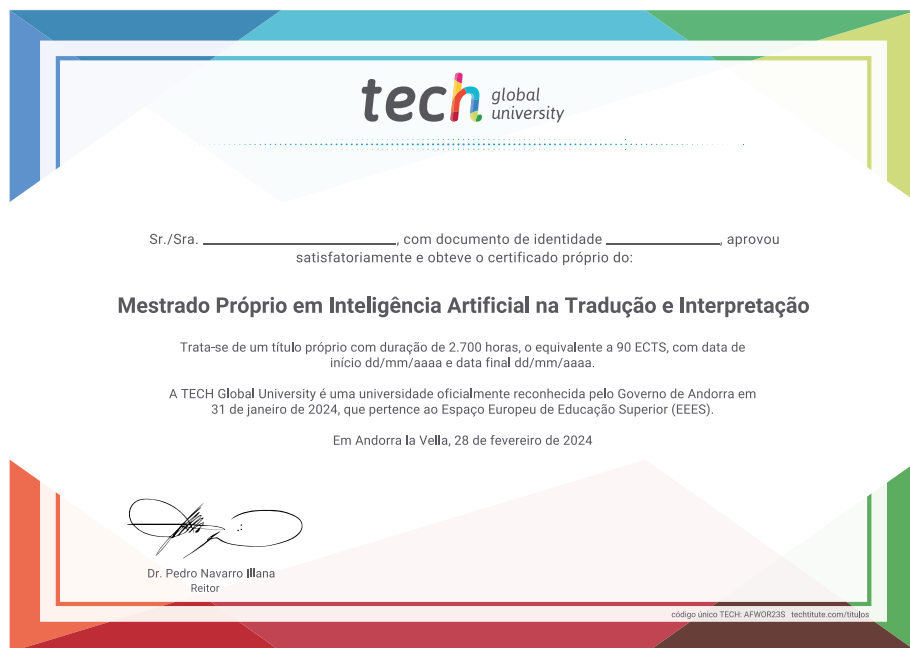 tech global university
Sr./Sra. ____________________, com documento de identidade ____________, aprovou
satisfatoriamente e obteve o certificado próprio do:
Mestrado Próprio em Inteligência Artificial na Tradução e Interpretação
Trata-se de um título próprio com duração de 2.700 horas, o equivalente a 90 ECTS, com data de
início dd/mm/aaaa e data final dd/mm/aaaa.
A TECH Global University é uma universidade oficialmente reconhecida pelo Governo de Andorra em
31 de janeiro de 2024, que pertence ao Espaço Europeu de Educação Superior (EEES).
Em Andorra la Vella, 28 de fevereiro de 2024
Dr. Pedro Navarro Illana
Reitor
código único TECH: AFWOR23S techtitute.com/titulos